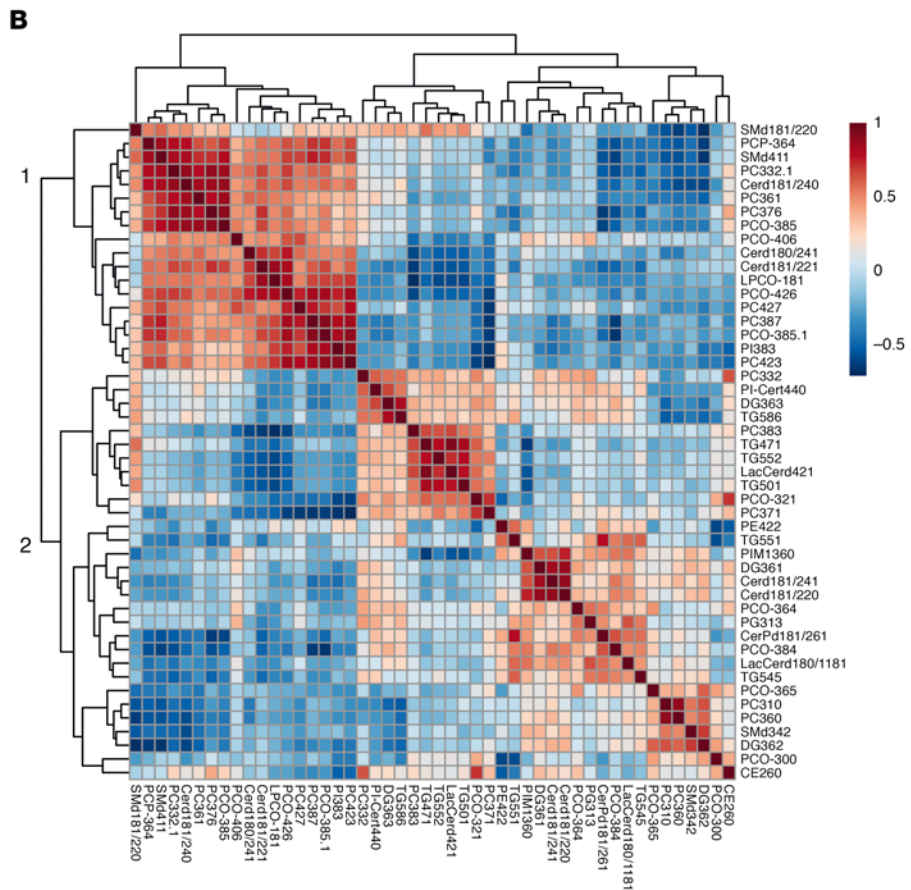 B
1
2
SMd181/220
PCP-364
SMd411
PC332.1
Cerd181/240
PC361
PC376
PCO-385
PCO-406
Cerd180/241
Cerd181/221
LPCO-181
PCO-426
PC427
PC387
PCO-385.1
PI383
PC423
PC332
PI-Cert440
DG363
TG586
PC383
TG471
TG552
LacCerd421
TG501
PCO-321
PC371
PE422
TG551
PIM1360
DG361
Cerd181/241
Cerd181/220
PCO-364
PG313
CerPd181/261
PCO-384
LacCerd180/1181
TG545
PCO-365
PC310
PC360
SMd342
DG362
PCO-300
CE260
1
0.5
0
−0.5
SMd181/220
PCP-364
SMd411
PC332.1
Cerd181/240
PC361
PC376
PCO-385
PCO-406
Cerd180/241
Cerd181/221
LPCO-181
PCO-426
PC427
PC387
PCO-385.1
PI383
PC423
PC332
PI-Cert440
DG363
TG586
PC383
TG471
TG552
LacCerd421
TG501
PCO-321
PC371
PE422
TG551
PIM1360
DG361
Cerd181/241
Cerd181/220
PCO-364
PG313
CerPd181/261
PCO-384
LacCerd180/1181
TG545
PCO-365
PC310
PC360
SMd342
DG362
PCO-300
CE260